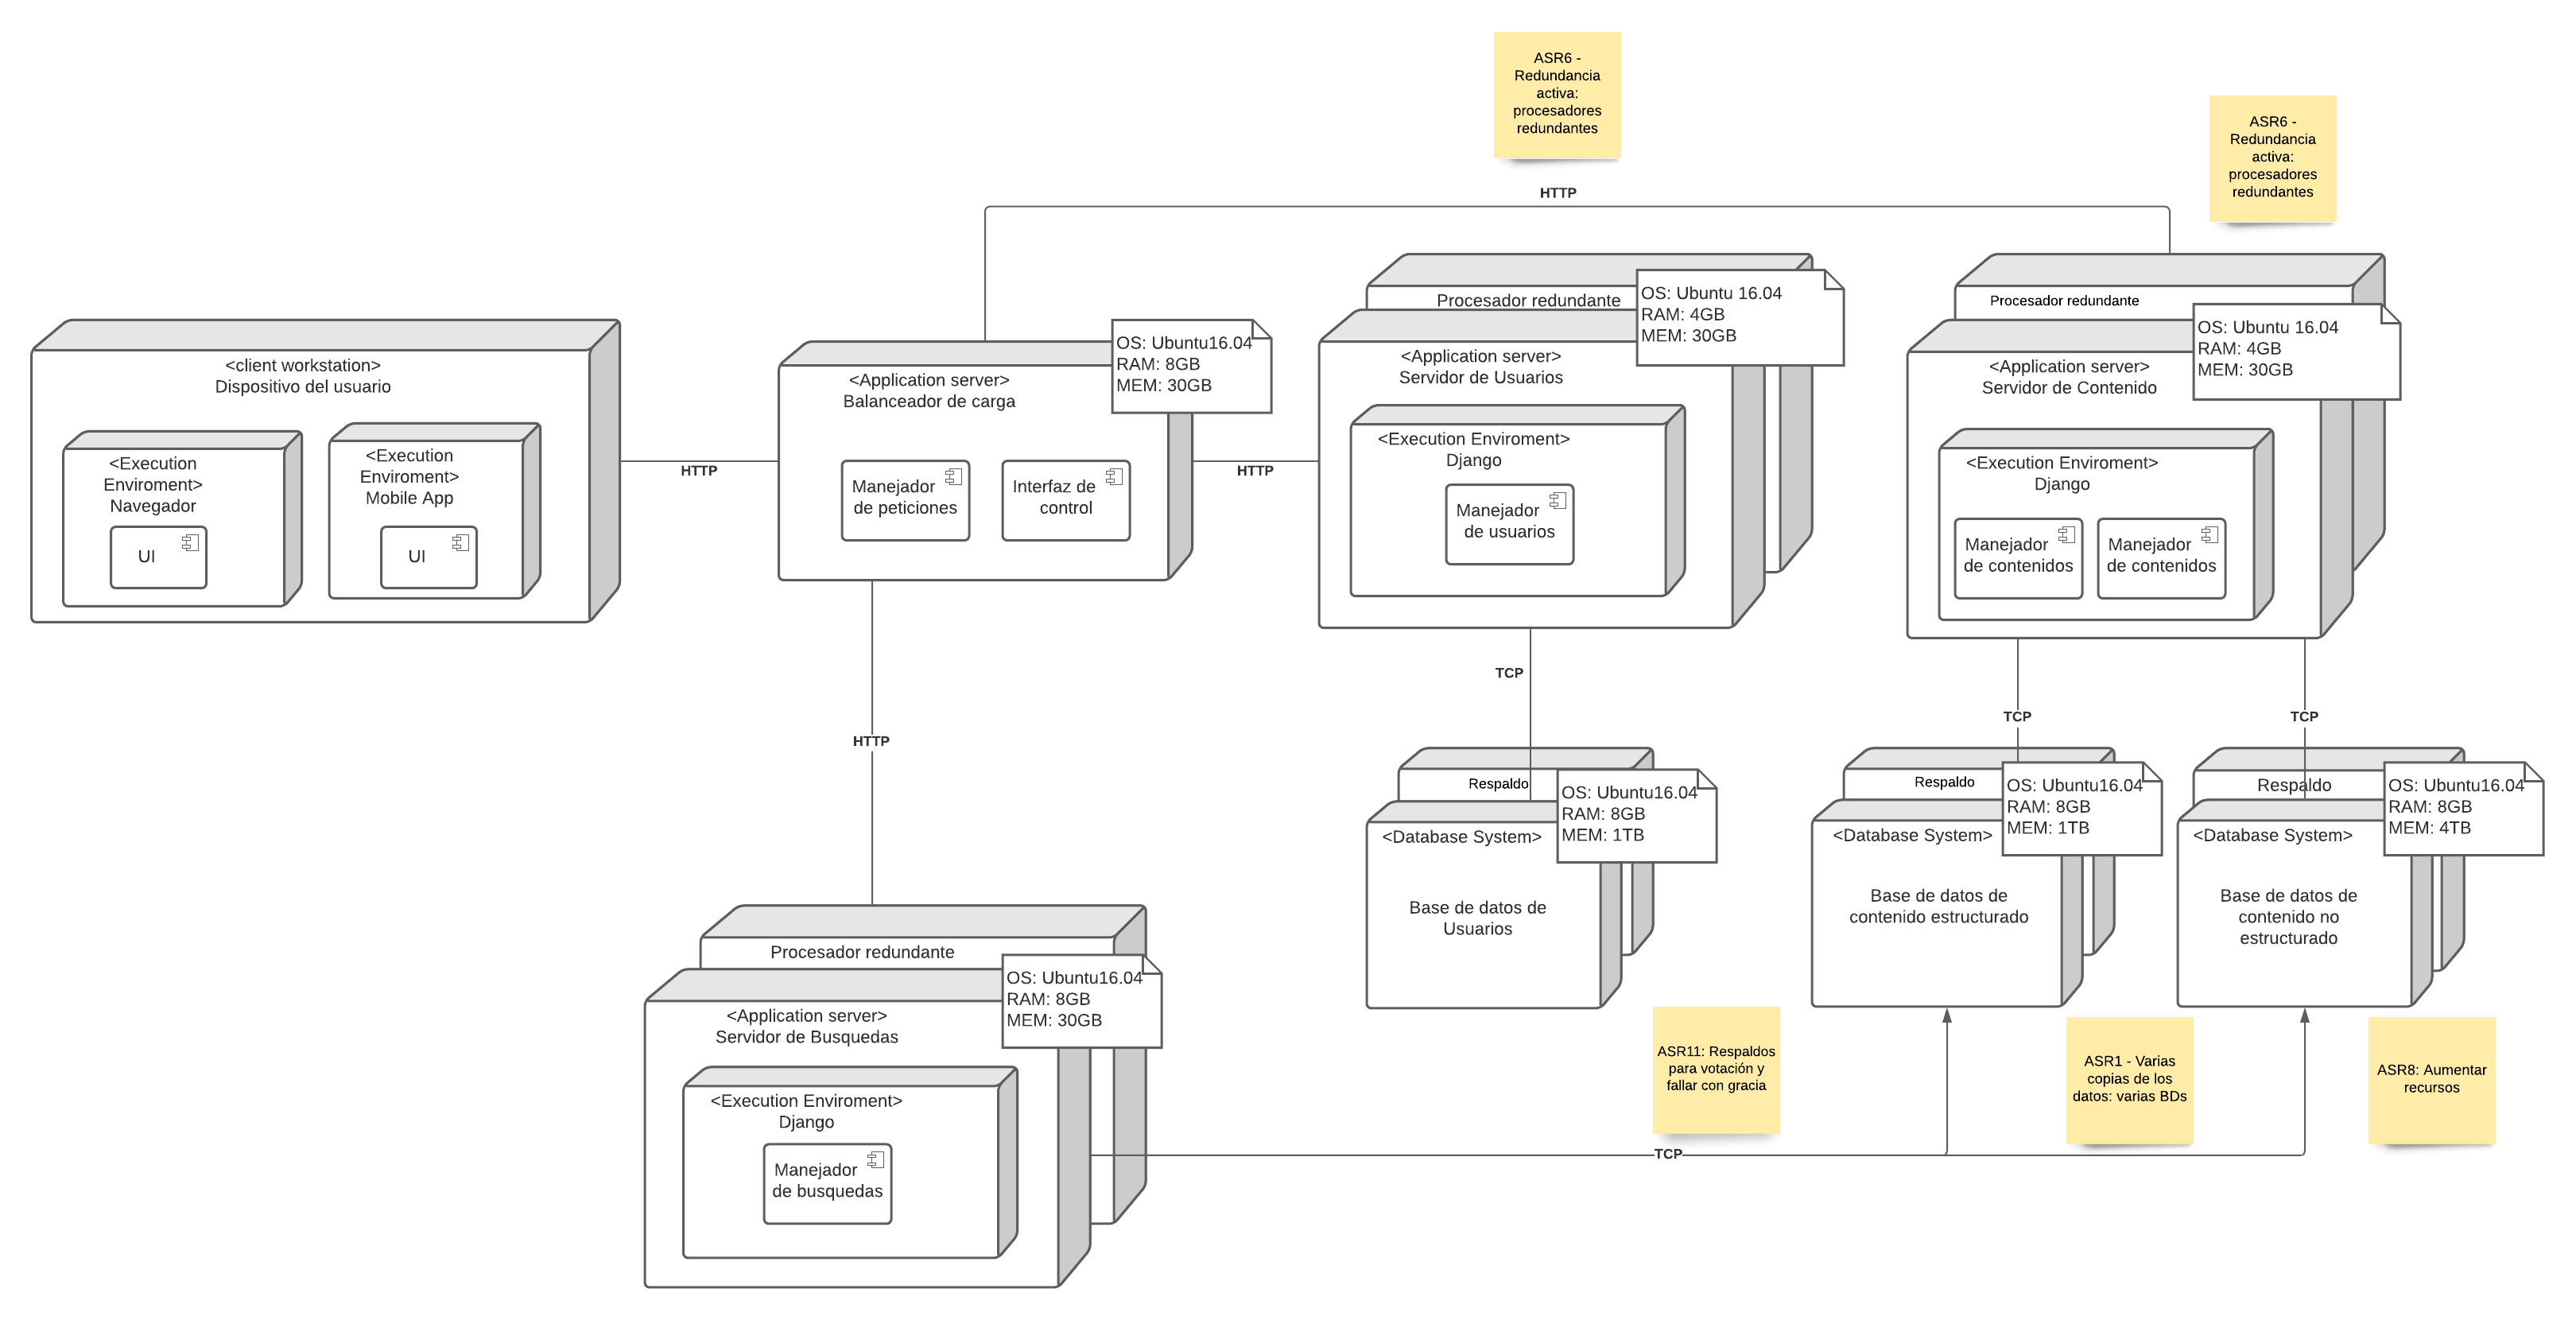 ASR6 -
Redundancia
activa:
procesadores
redundantes
ASR6 -
Redundancia
activa:
procesadores
redundantes
HTTP
<client workstation>
Dispositivo del usuario
<Execution
Enviroment>
Navegador
UI
<Execution
Enviroment>
Mobile App
UI
HTTP
<Application server>
Balanceador de carga
OS: Ubuntu16.04
RAM: 8GB
MEM: 30GB
Manejador
de peticiones
Interfaz de
control
HTTP
Procesador redundante
OS: Ubuntu 16.04
RAM: 4GB
MEM: 30GB
<Application server>
Servidor de Usuarios
<Execution Enviroment>
Django
Manejador
de usuarios
Procesador redundante
OS: Ubuntu 16.04
RAM: 4GB
MEM: 30GB
<Application server>
Servidor de Contenido
<Execution Enviroment>
Django
Manejador
de contenidos
Manejador
de contenidos
TCP
TCP
TCP
HTTP
Respaldo
OS: Ubuntu16.04
RAM: 8GB
MEM: 1TB
<Database System>
Base de datos de
Usuarios
Respaldo
OS: Ubuntu16.04
RAM: 8GB
MEM: 1TB
<Database System>
Base de datos de
contenido estructurado
Respaldo
OS: Ubuntu16.04
RAM: 8GB
MEM: 4TB
<Database System>
Base de datos de
contenido no
estructurado
Procesador redundante
OS: Ubuntu16.04
RAM: 8GB
MEM: 30GB
<Application server>
Servidor de Busquedas
<Execution Enviroment>
Django
Manejador
de busquedas
ASR11: Respaldos
para votación y
fallar con gracia
ASR1 - Varias
copias de los
datos: varias BDs
ASR8: Aumentar
recursos
TCP